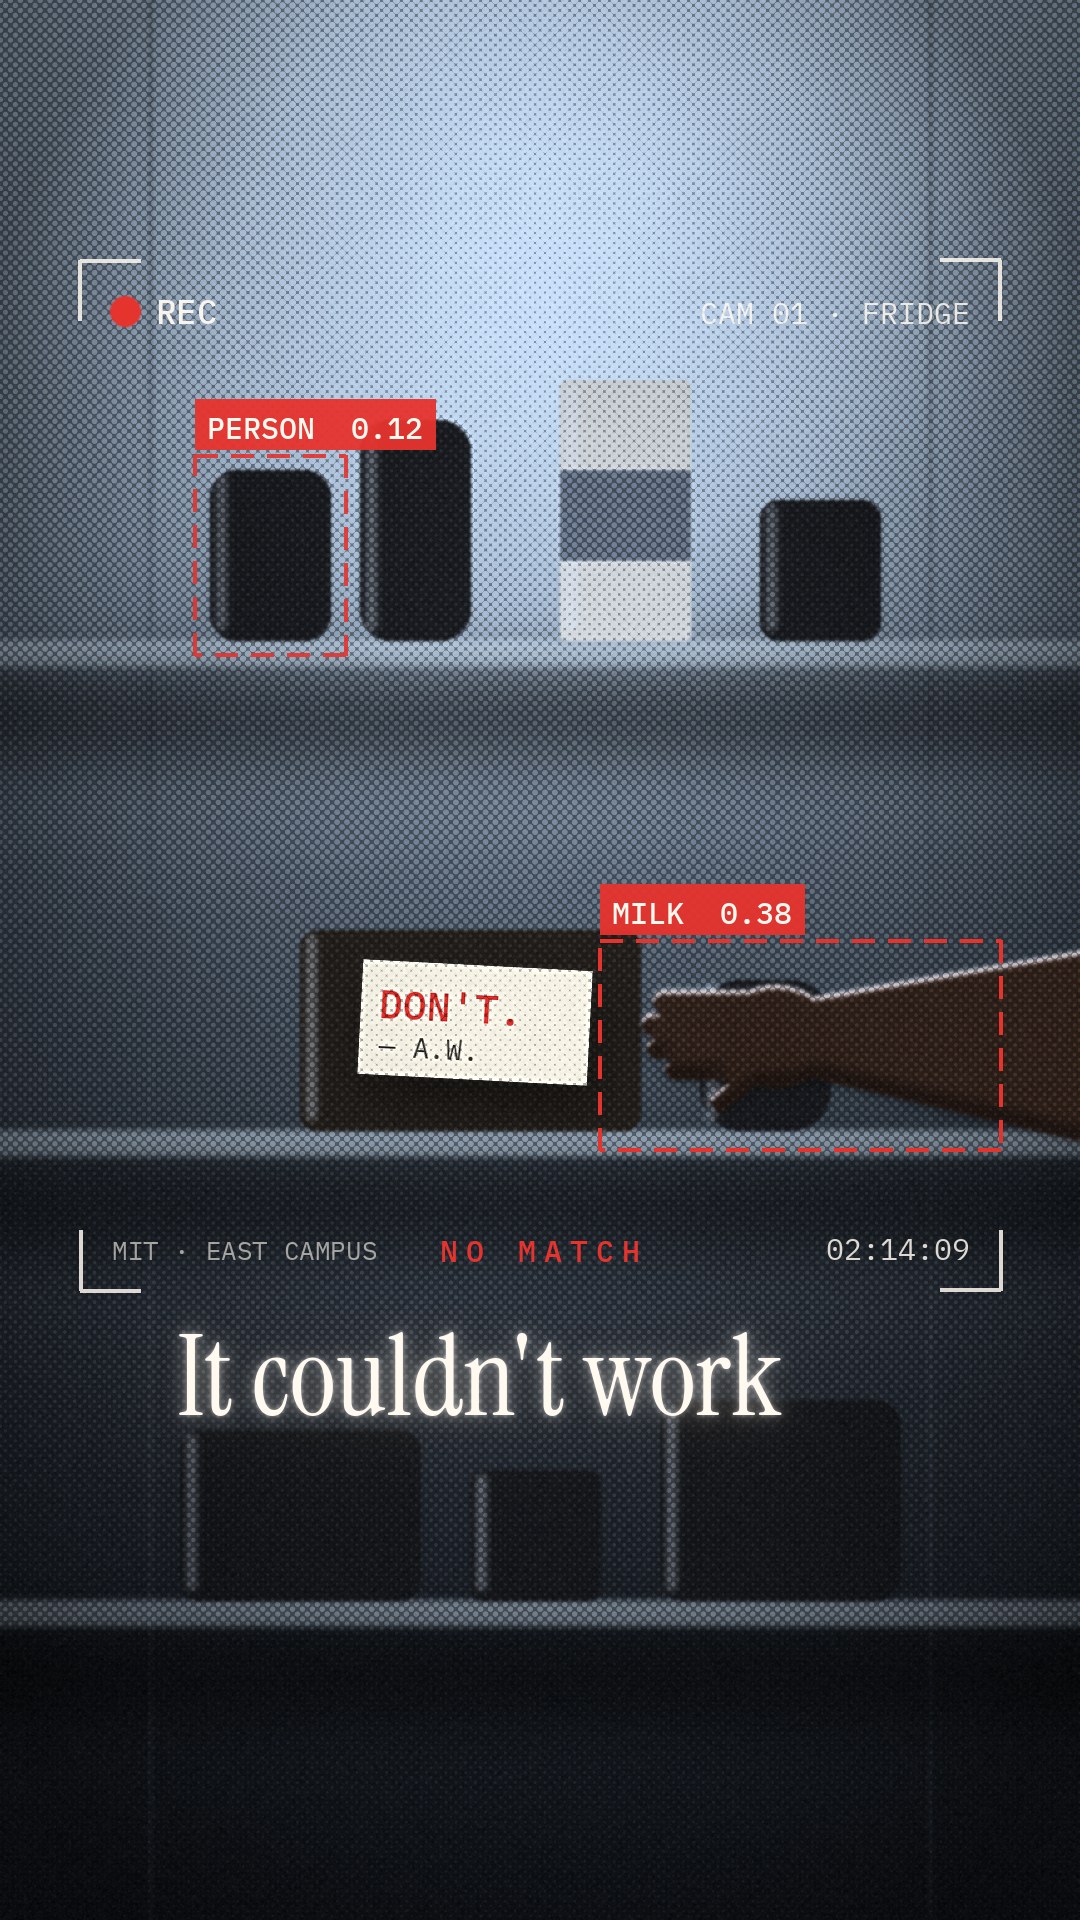 REC
CAM 01 · FRIDGE
PERSON 0.12
MILK 0.38
DON'T.
— A.W.
MIT · EAST CAMPUS
NO MATCH
02:14:09
It couldn't work